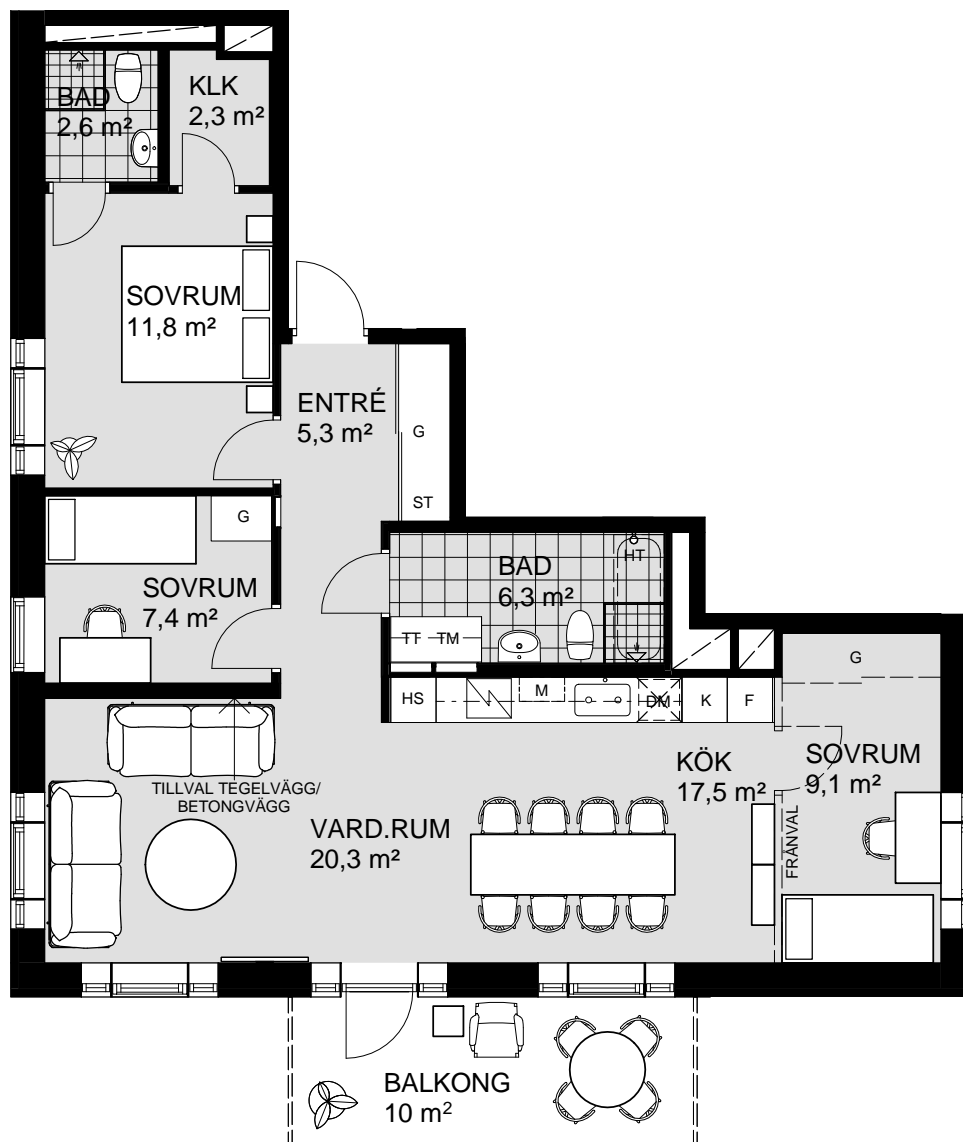 BAD
2,6 m²
KLK
2,3 m²
SOVRUM
11,8 m²
ENTRÉ
5,3 m²
G
ST
G
SOVRUM
7,4 m²
BAD
6,3 m²
HT
TT
TM
HS
M
DM
K
F
G
TILLVAL TEGELVÄGG/
BETONGVÄGG
VARD.RUM
20,3 m²
KÖK
17,5 m²
SOVRUM
9,1 m²
FRÅNVAL
BALKONG
10 m²